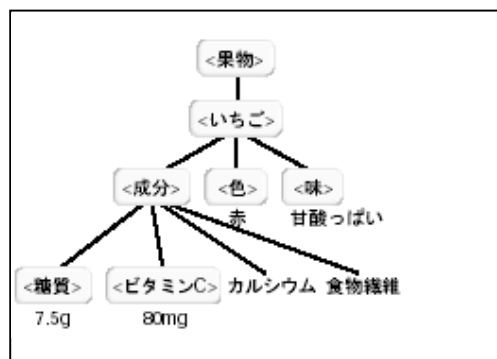 <果物>
<いちご>
<成分> <色> <味>
赤 甘酸っぱい
<糖質> <ビタミンC> カルシウム 食物繊維
7.5g 80mg